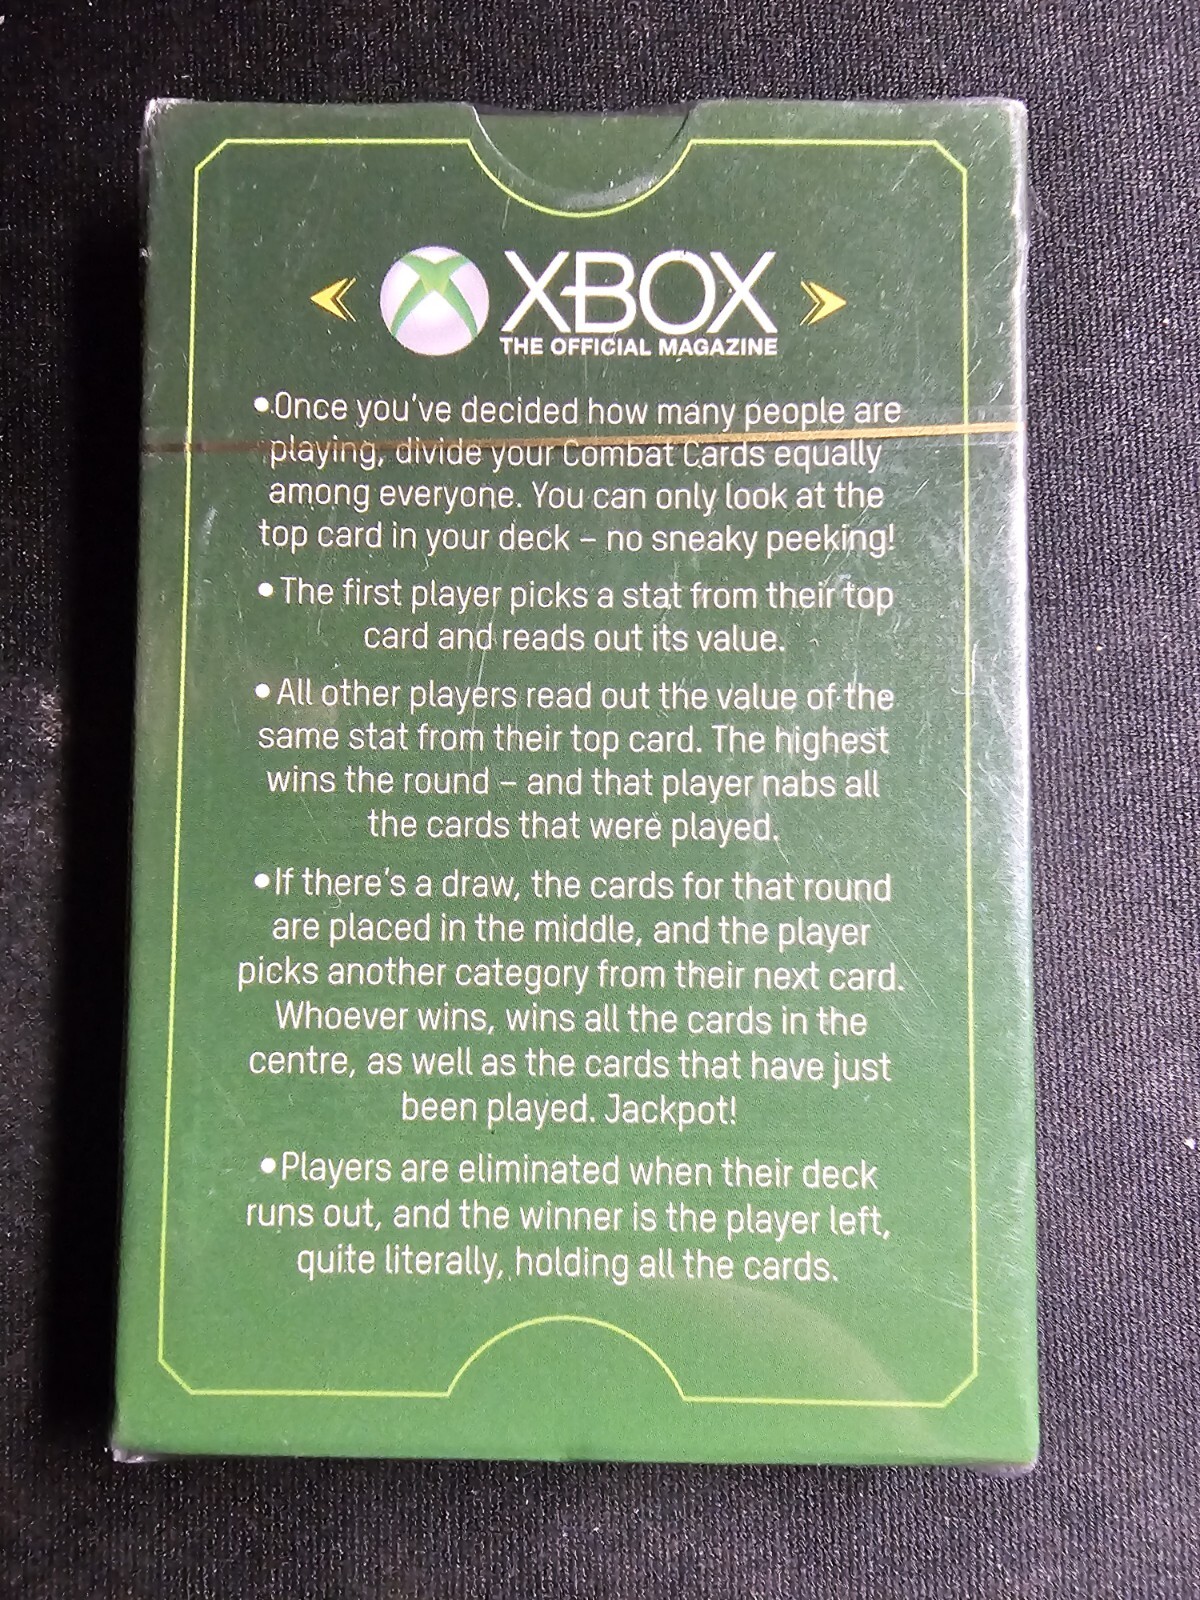 XBOX
THE OFFICIAL MAGAZINE
•Once you've decided how many people are
playing, divide your Combat Cards equally
among everyone. You can only look at the
top card in your deck – no sneaky peeking!
• The first player picks a stat from their top
card and reads out its value.
• All other players read out the value of the
same stat from their top card. The highest
wins the round – and that player nabs all
the cards that were played.
•If there's a draw, the cards for that round
are placed in the middle, and the player
picks another category from their next card.
Whoever wins, wins all the cards in the
centre, as well as the cards that have just
been played. Jackpot!
•Players are eliminated when their deck
runs out, and the winner is the player left,
quite literally, holding all the cards.